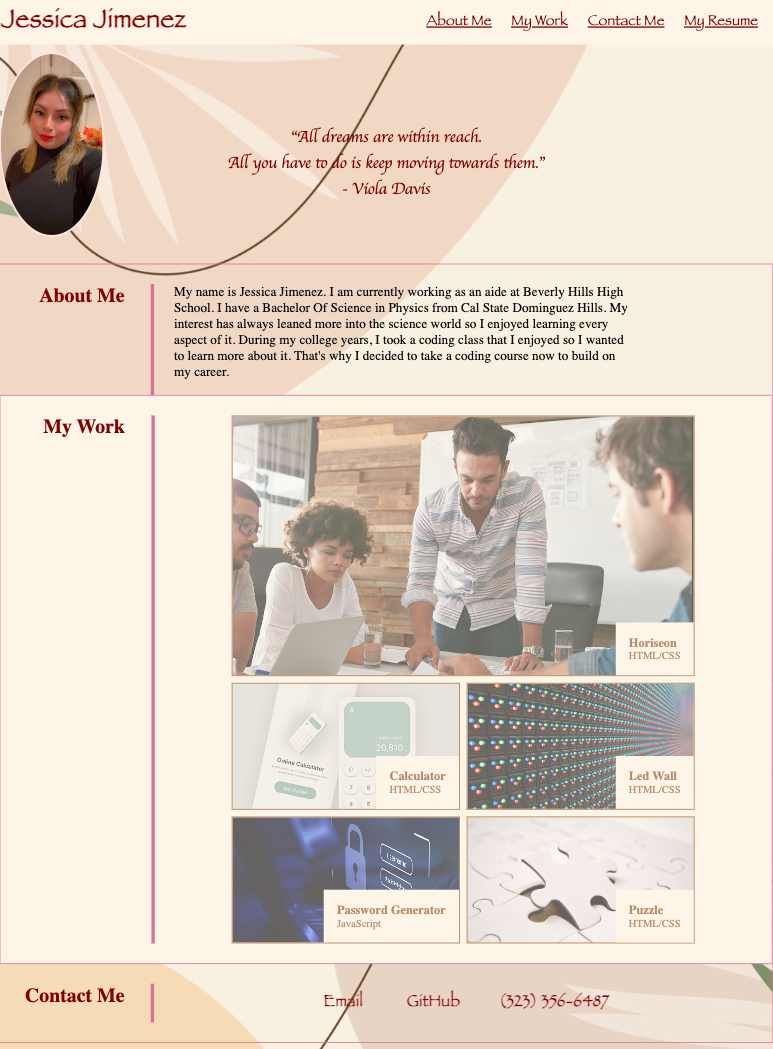 Jessica Jimenez
About Me My Work Contact Me My Resume
"All dreams are within reach.
All you have to do is keep moving towards them."
- Viola Davis
About Me
My name is Jessica Jimenez. I am currently working as an aide at Beverly Hills High
School. I have a Bachelor Of Science in Physics from Cal State Dominguez Hills. My
interest has always leaned more into the science world so I enjoyed learning every
aspect of it. During my college years, I took a coding class that I enjoyed so I wanted
to learn more about it. That's why I decided to take a coding course now to build on
my career.
My Work
Horiseon
HTML/CSS
20,810
Online Calculator
C +/-
7 8
4 5
Calculator
HTML/CSS
Led Wall
HTML/CSS
Password Generator
JavaScript
Puzzle
HTML/CSS
Contact Me
Email GitHub (323) 356-6487